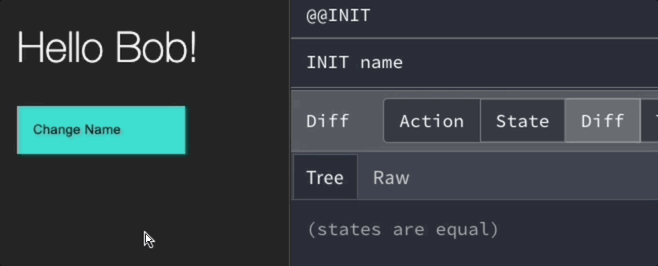 Hello Bob!
Change Name
@@INIT
INIT name
Diff Action State Diff
Tree Raw
(states are equal)